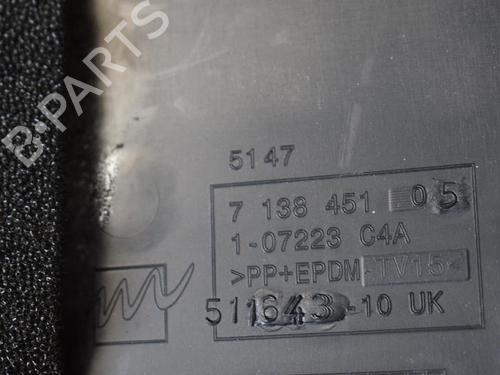 B-PARTS
5147
7 138 451 05
1-07223 C4A
>PP+EPDM-TV15<
511643-10 UK